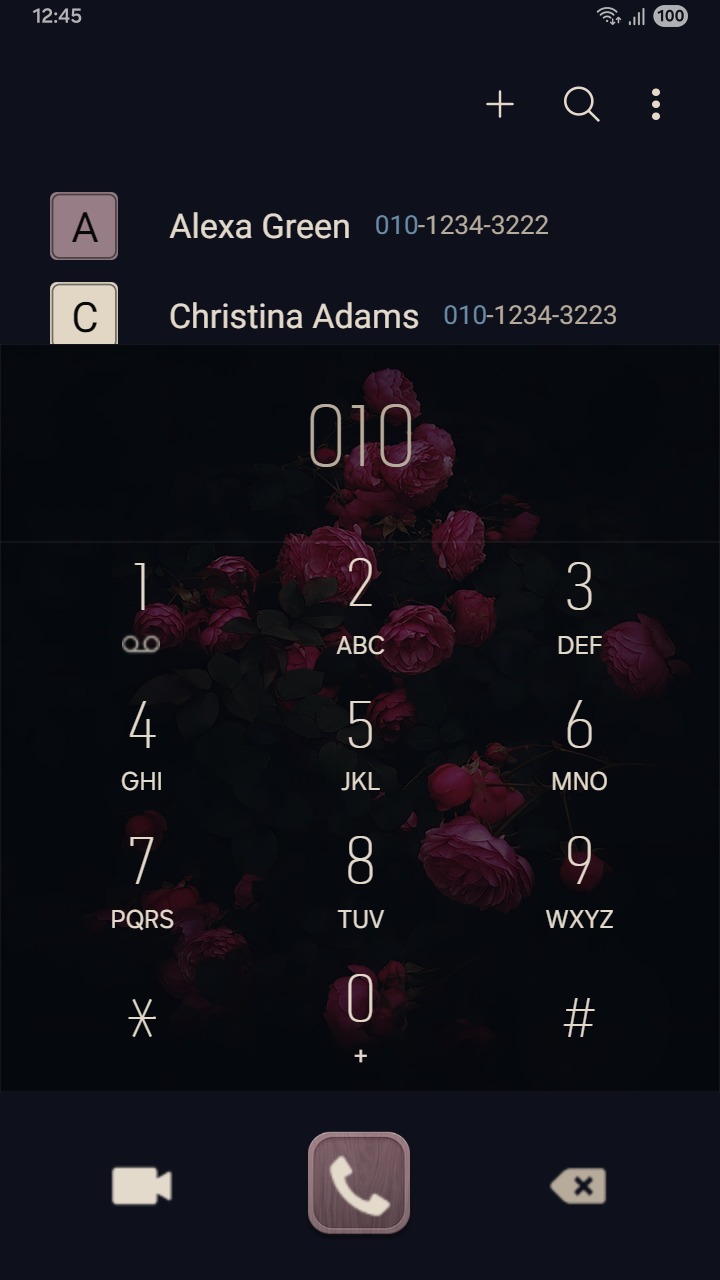 12:45 100
A Alexa Green 010-1234-3222
C Christina Adams 010-1234-3223
010
1 2 3
ABC DEF
4 5 6
GHI JKL MNO
7 8 9
PQRS TUV WXYZ
* 0 #
+